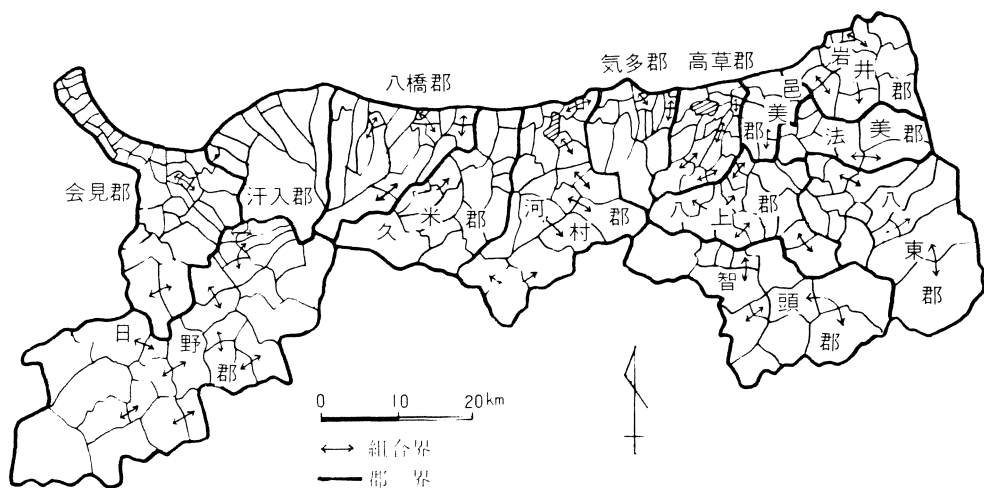 岩井郡
気多郡 高草郡
八橋郡
邑美郡
法美郡
会見郡
汗入郡
久米郡
河村郡
八上郡
八東郡
智頭郡
日野郡
0 10 20km
組合界
郡 界